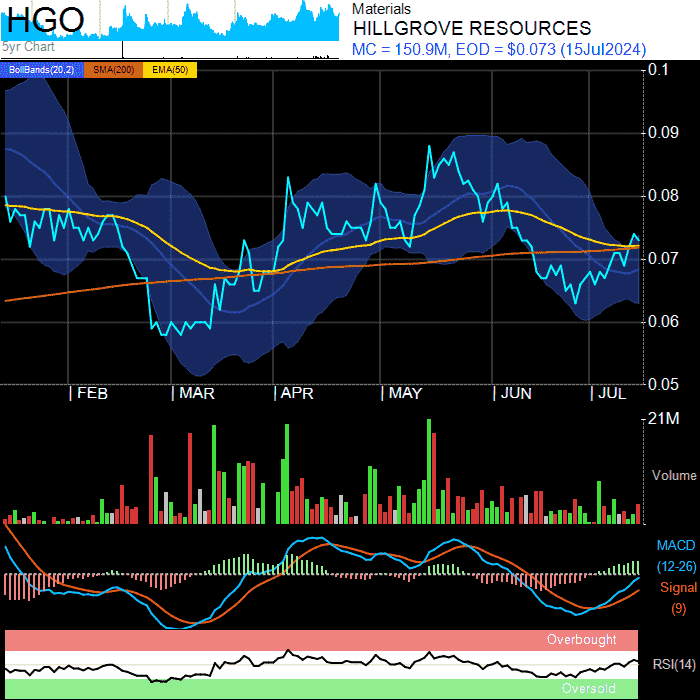 HGO
5yr Chart
Materials
HILLGROVE RESOURCES
MC = 150.9M, EOD = $0.073 (15Jul2024)
BollBands(20,2) SMA(200) EMA(50)
0.1
0.09
0.08
0.07
0.06
0.05
| FEB | MAR | APR | MAY | JUN | JUL
21M
Volume
MACD
(12-26)
Signal
(9)
Overbought
RSI(14)
Oversold